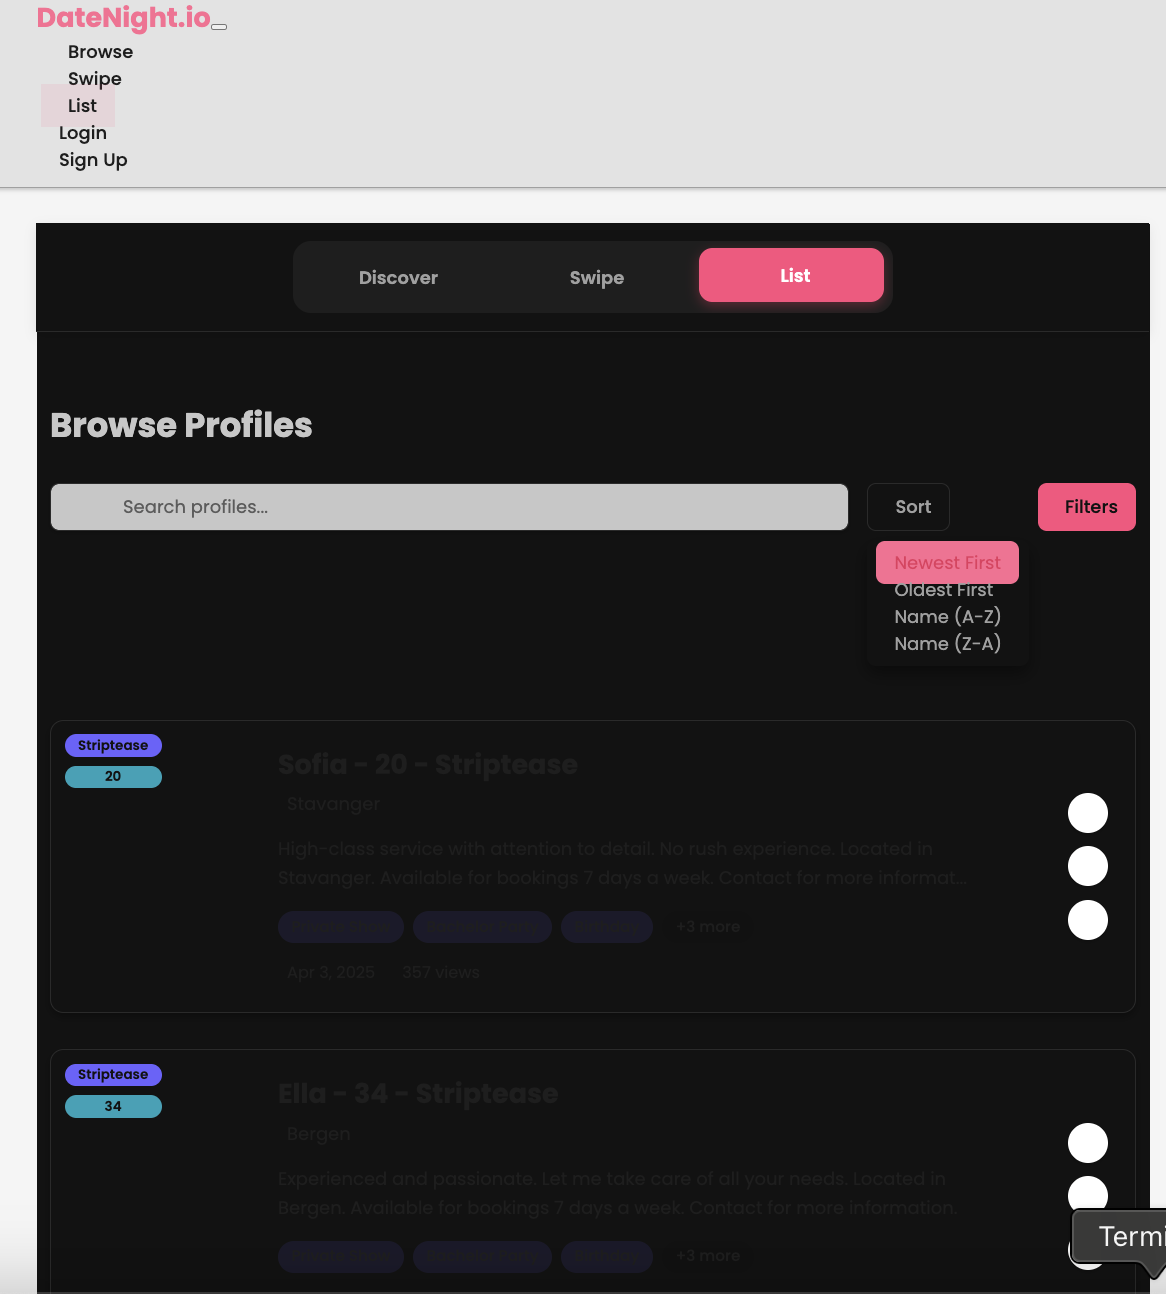 DateNight.io
Browse
Swipe
List
Login
Sign Up
Discover
Swipe
List
Browse Profiles
Search profiles...
Sort
Filters
Newest First
Oldest First
Name (A-Z)
Name (Z-A)
Striptease
20
Sofia - 20 - Striptease
Stavanger
High-class service with attention to detail. No rush experience. Located in
Stavanger. Available for bookings 7 days a week. Contact for more informat...
+3 more
Apr 3, 2025
357 views
Striptease
34
Ella - 34 - Striptease
Bergen
Experienced and passionate. Let me take care of all your needs. Located in
Bergen. Available for bookings 7 days a week. Contact for more information.
+3 more
Termi